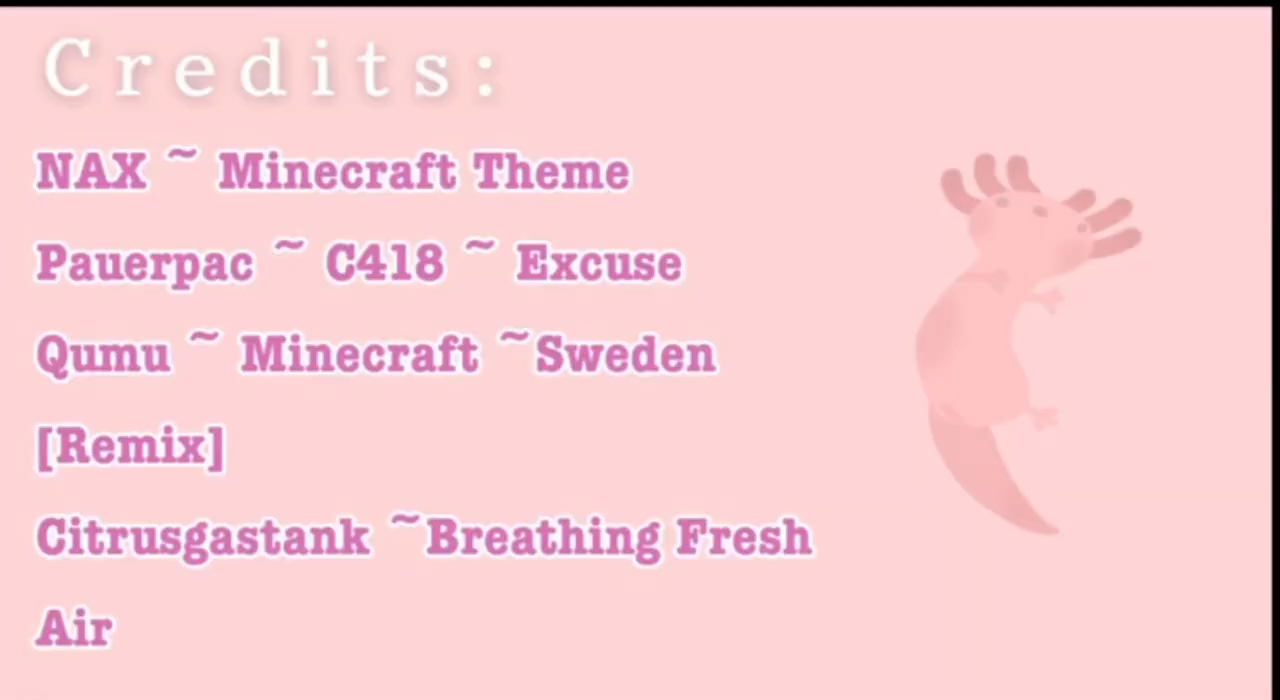 Credits:
NAX ~ Minecraft Theme
Pauerpac ~ C418 ~ Excuse
Qumu ~ Minecraft ~Sweden
[Remix]
Citrusgastank ~Breathing Fresh
Air